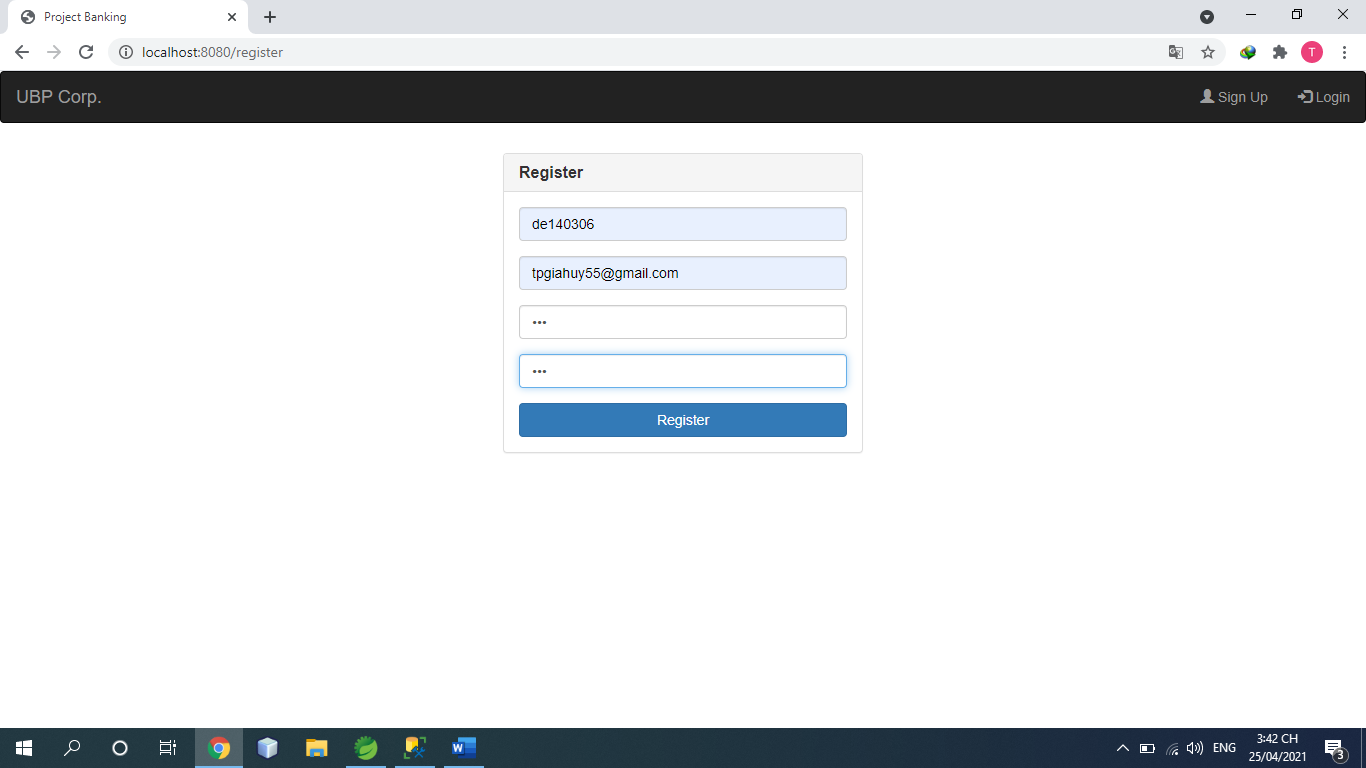 Project Banking
localhost:8080/register
T
UBP Corp.
Sign Up
Login
Register
de140306
tpgiahuy55@gmail.com
•••
•••
Register
ENG
3:42 CH
25/04/2021
3